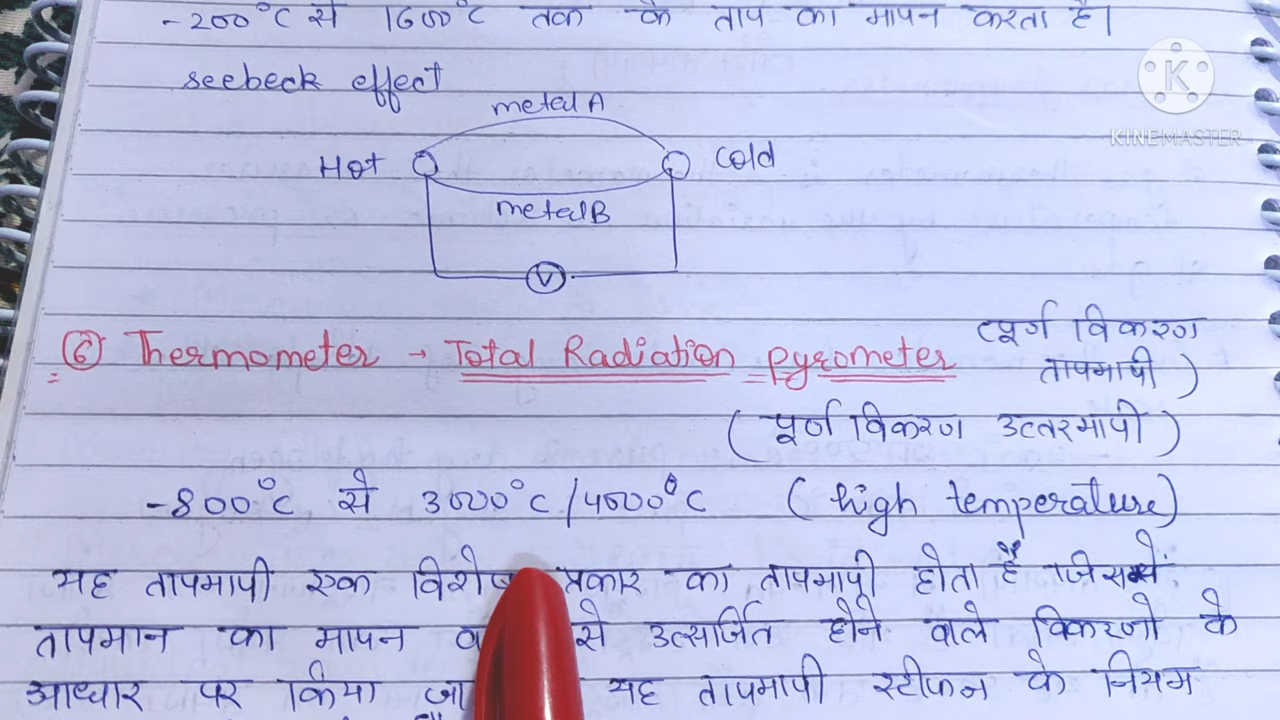 -200°C से 1600°C तक के ताप का मापन करता है।
seebeck effect
metal A
Hot
Cold
metal B
V
⑥ Thermometer → Total Radiation pyrometer
(पूर्ण विकरण
तापमापी)
(पूर्ण विकरण उत्तरमापी)
-800°C से 3000°C/4000°C (high temperature)
यह तापमापी एक विशेष प्रकार का तापमापी होता है जिसमें
तापमान का मापन से उत्सर्जित होने वाले विकरणो के
आधार पर किया यह तापमापी स्टीफन के नियम
K
KINEMASTER